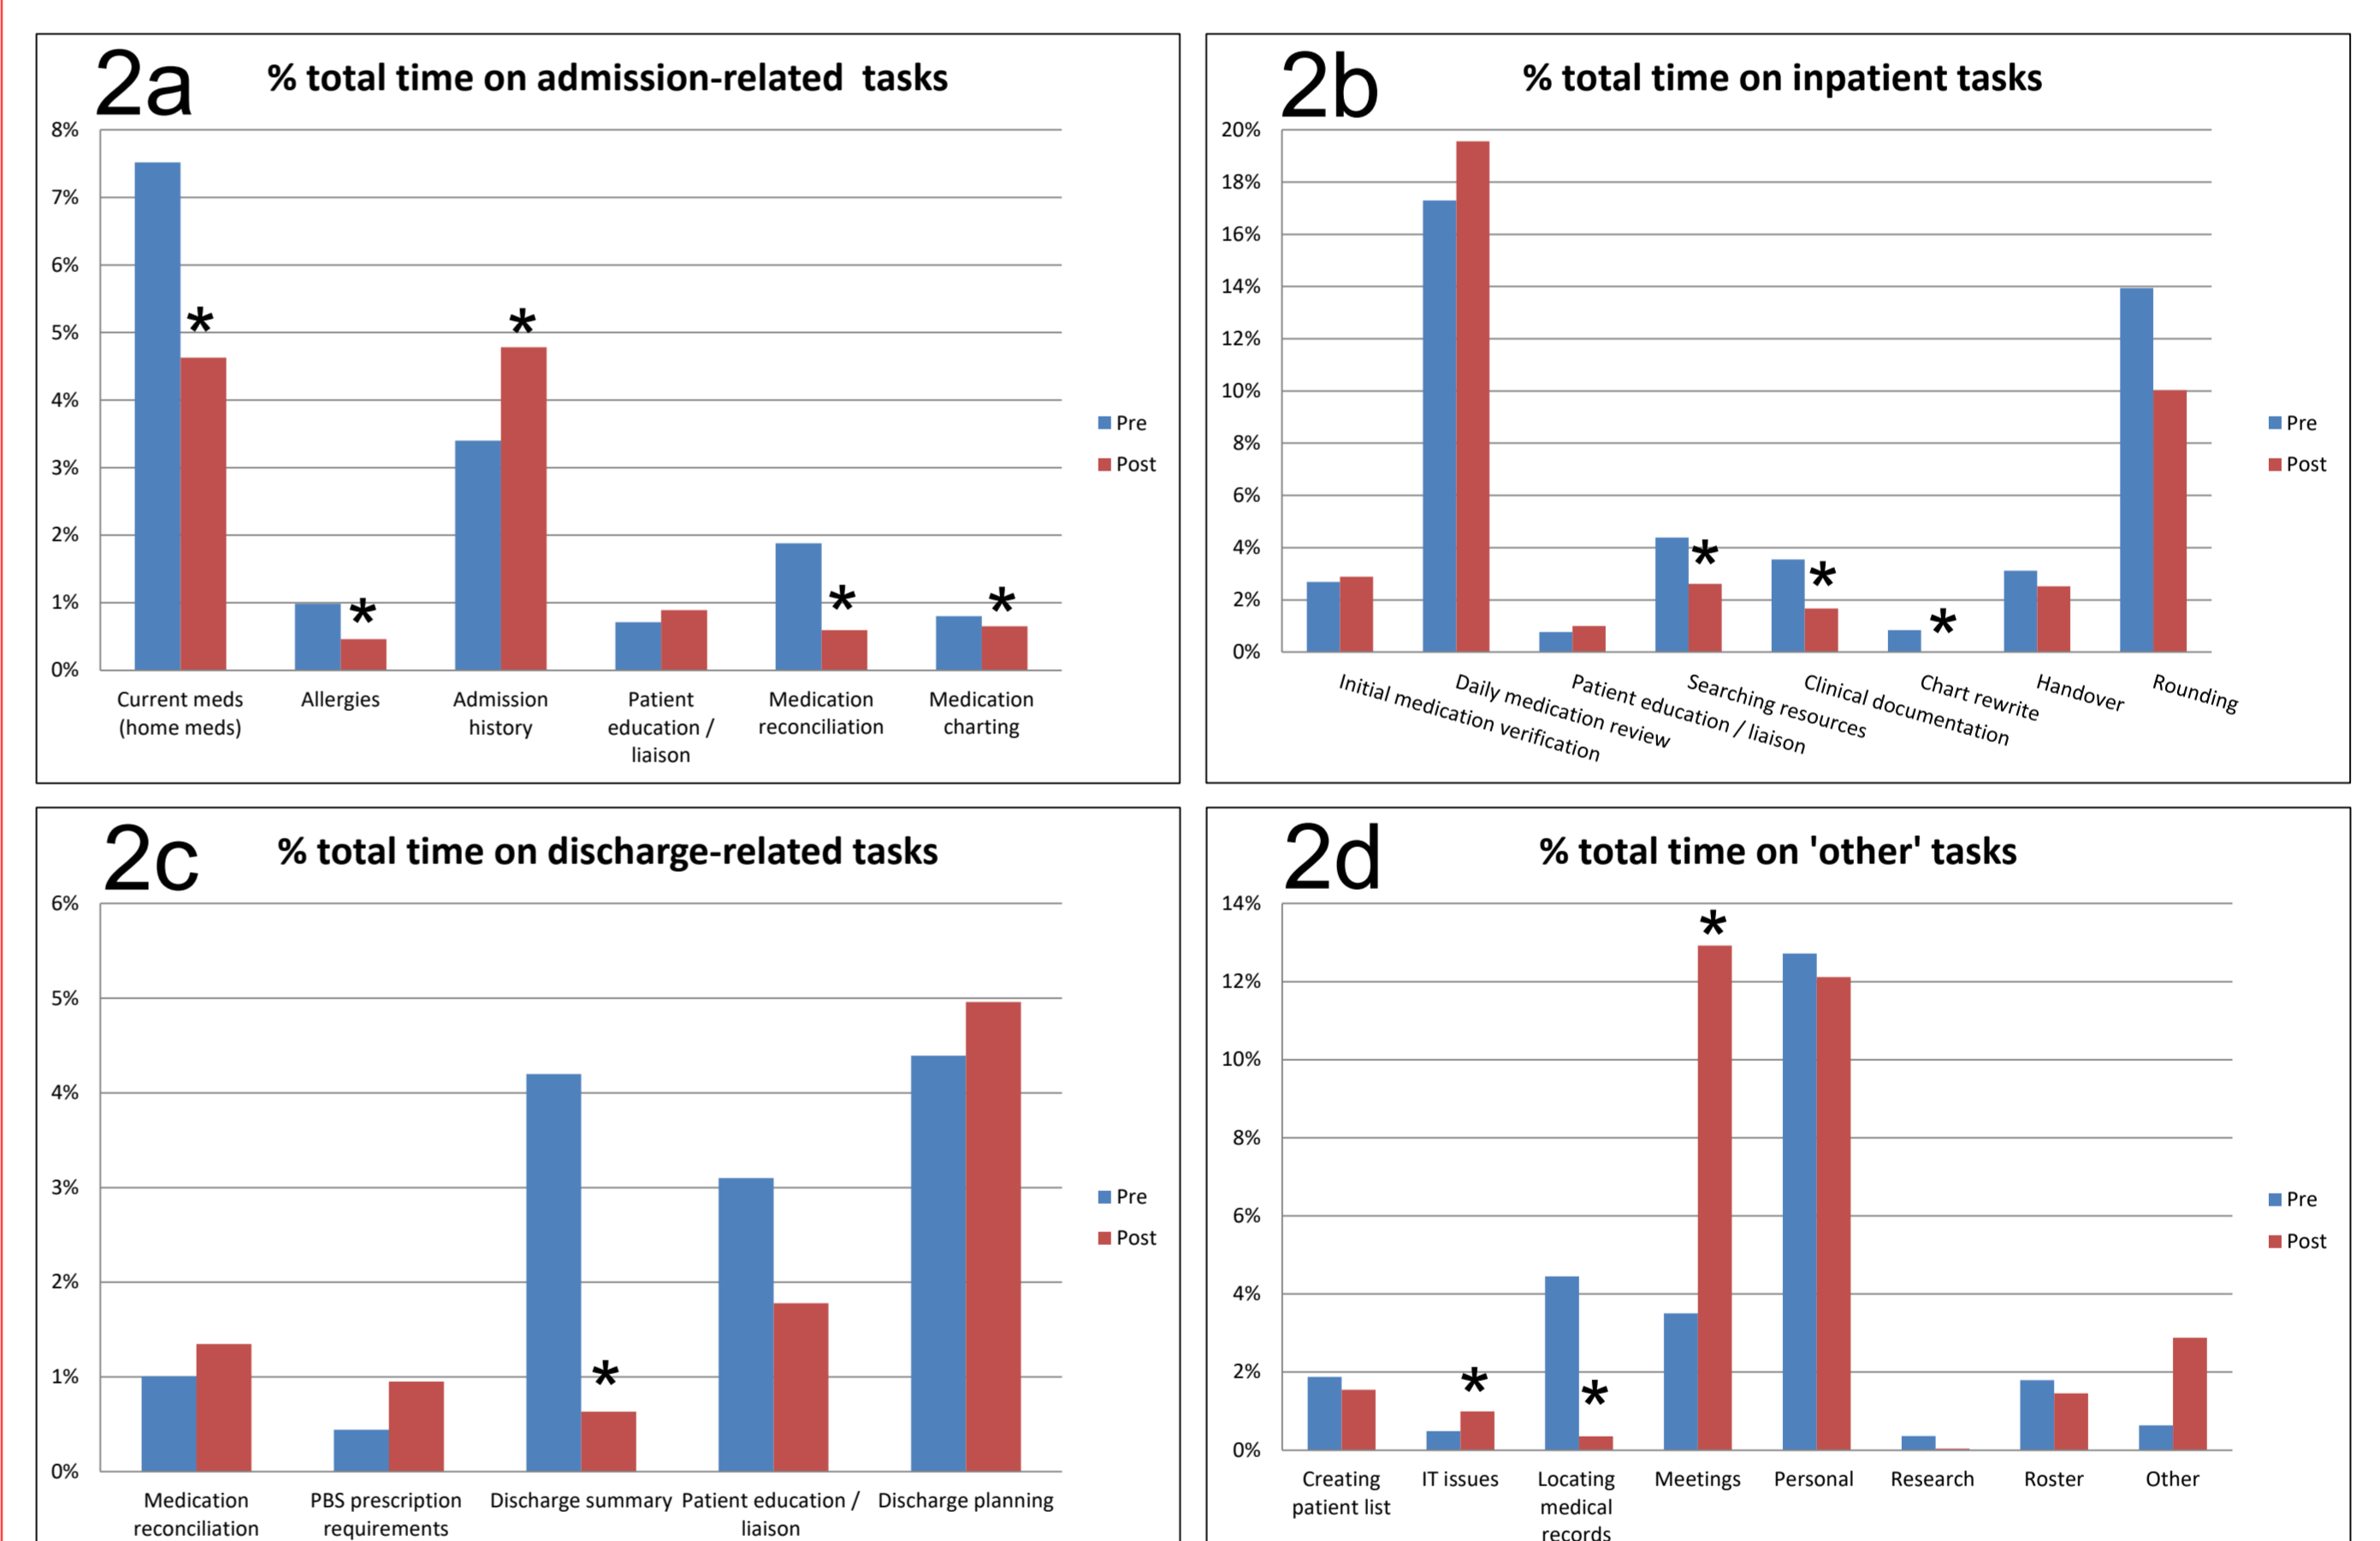 2a
% total time on admission-related  tasks
8%
7%
6%
5%
4%
3%
2%
1%
0%
*
*
*
*
*
Current meds
(home meds)
Allergies
Admission
history
Patient
education /
liaison
Medication
reconciliation
Medication
charting
Pre
Post
2b
% total time on inpatient tasks
20%
18%
16%
14%
12%
10%
8%
6%
4%
2%
0%
*
*
*
Initial medication verification
Daily medication review
Patient education / liaison
Searching resources
Clinical documentation
Chart rewrite
Handover
Rounding
Pre
Post
2c
% total time on discharge-related tasks
6%
5%
4%
3%
2%
1%
0%
*
Medication
reconciliation
PBS prescription
requirements
Discharge summary
Patient education /
liaison
Discharge planning
Pre
Post
2d
% total time on 'other' tasks
14%
12%
10%
8%
6%
4%
2%
0%
*
*
*
Creating
patient list
IT issues
Locating
medical
records
Meetings
Personal
Research
Roster
Other
Pre
Post